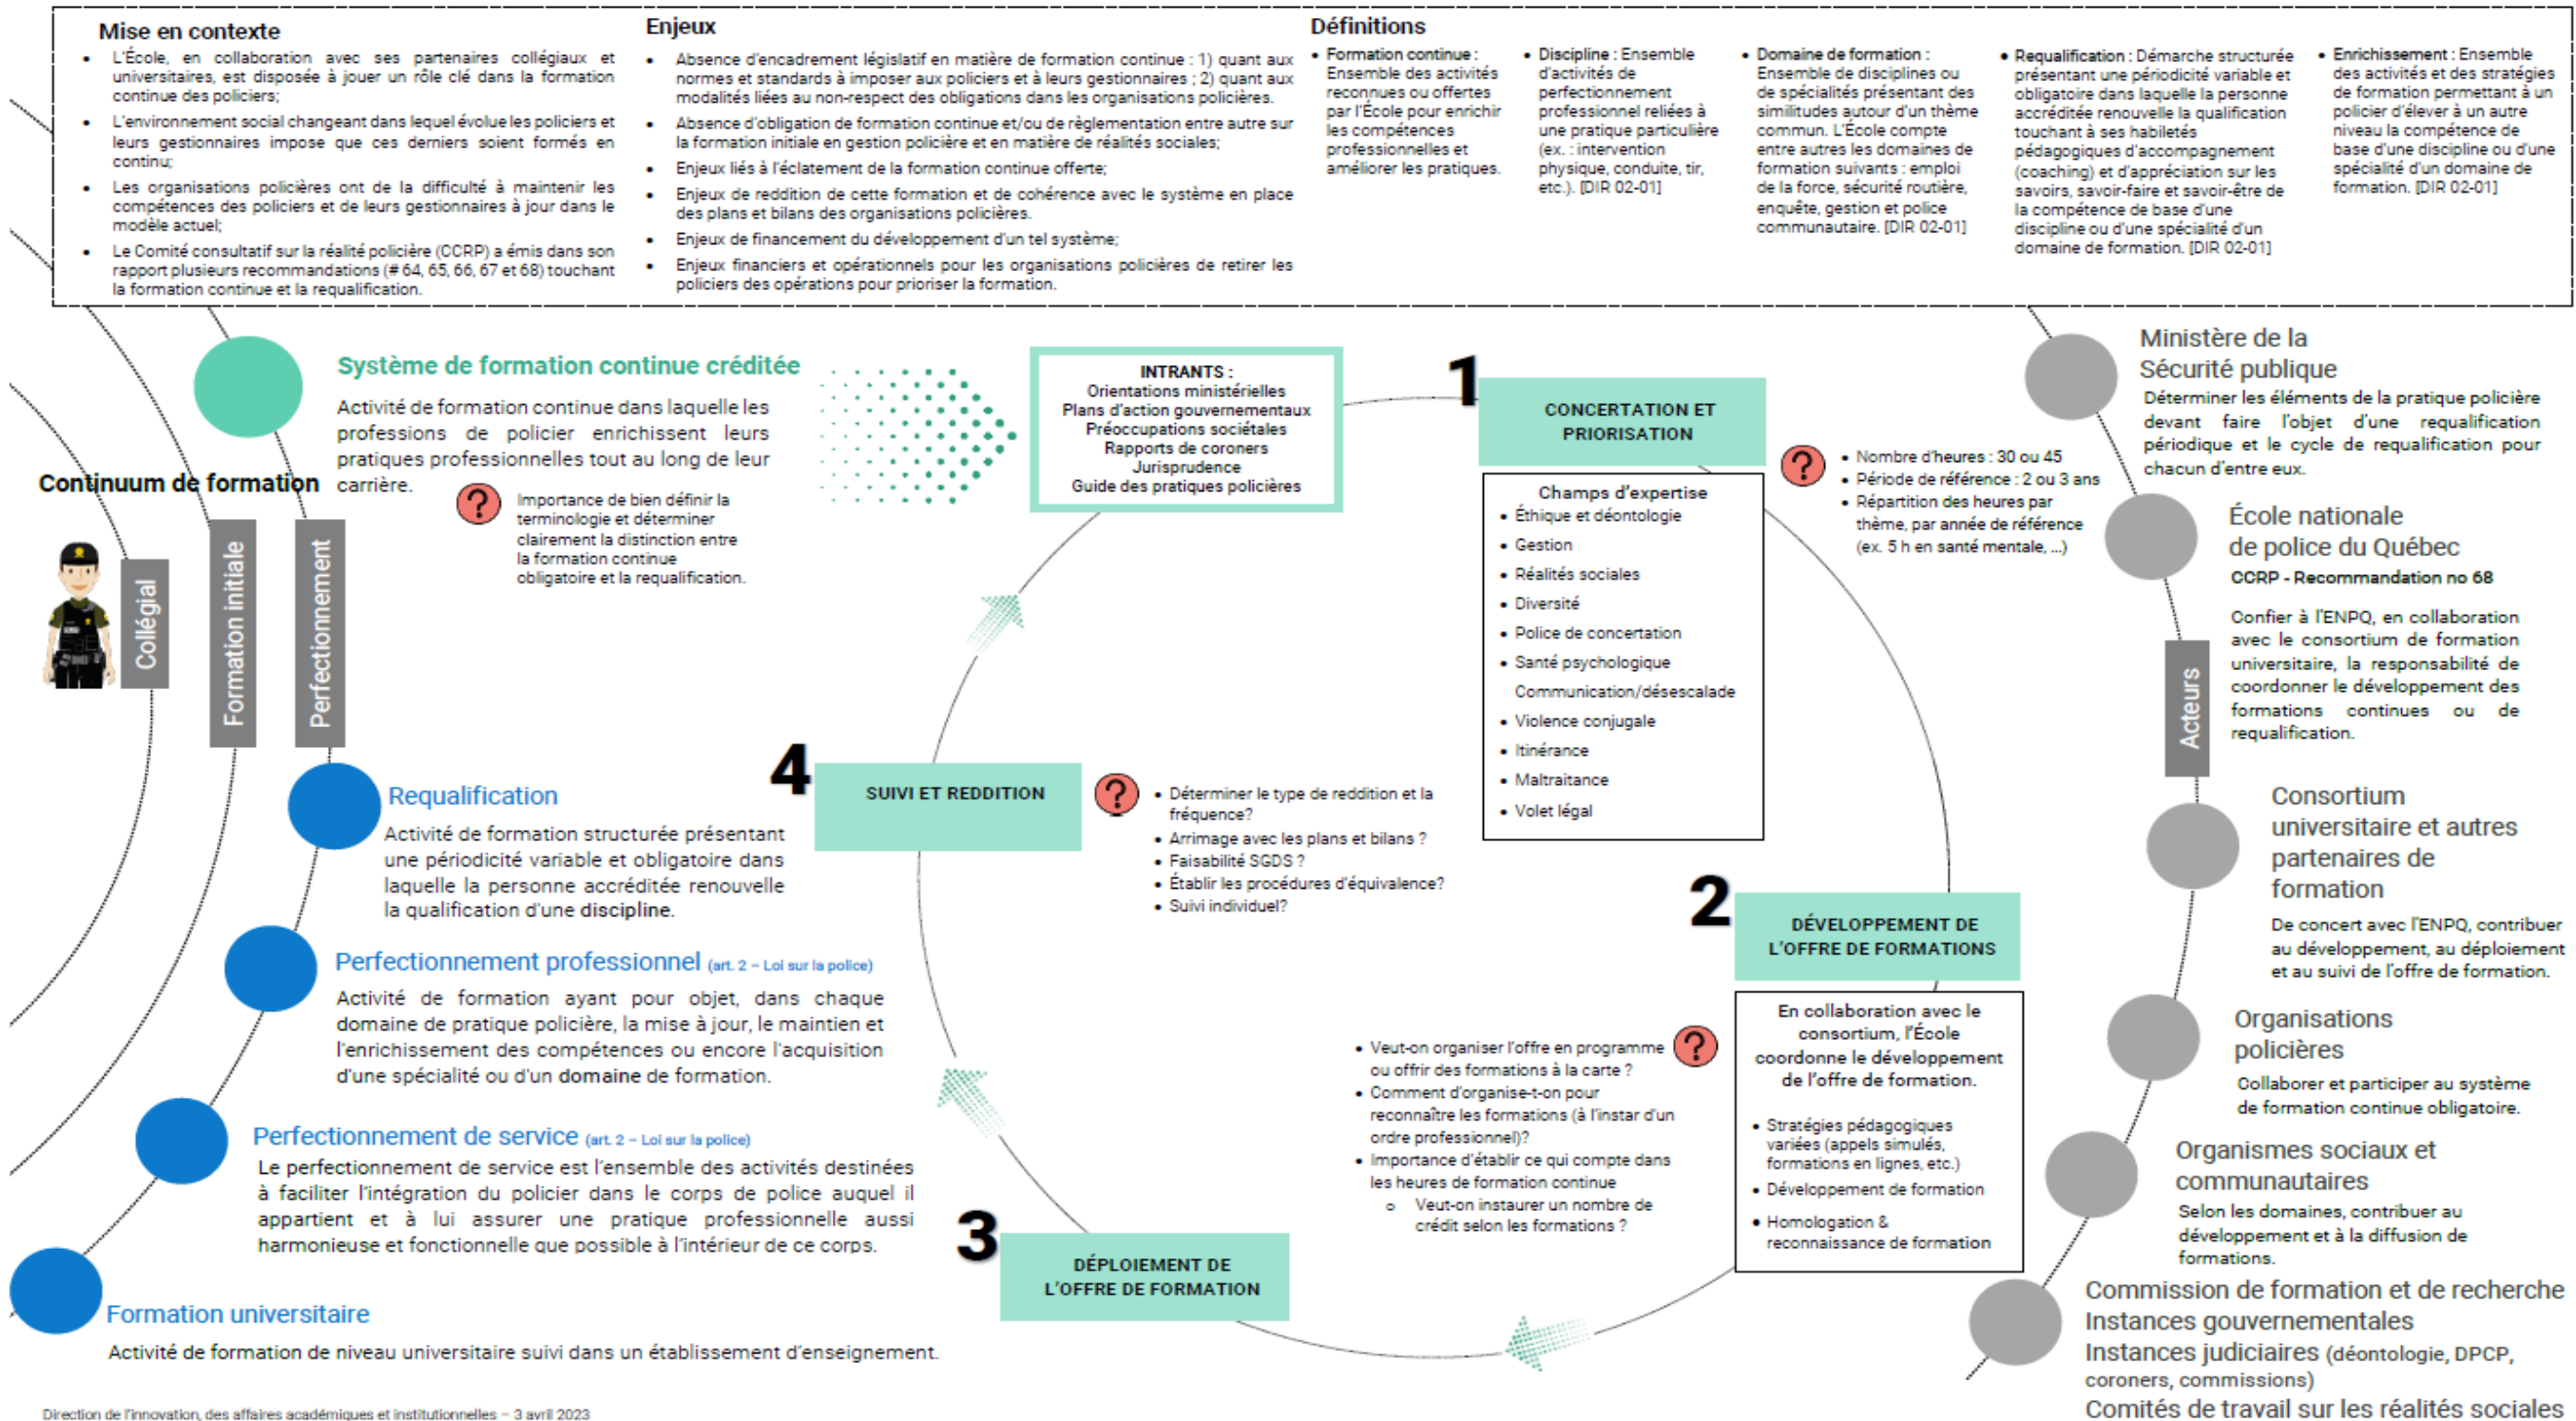 Mise en contexte
• L'École, en collaboration avec ses partenaires collégiaux et
universitaires, est disposée à jouer un rôle clé dans la formation
continue des policiers;
• L'environnement social changeant dans lequel évolue les policiers et
leurs gestionnaires impose que ces derniers soient formés en
continu;
• Les organisations policières ont de la difficulté à maintenir les
compétences des policiers et de leurs gestionnaires à jour dans le
modèle actuel;
• Le Comité consultatif sur la réalité policière (CCRP) a émis dans son
rapport plusieurs recommandations (# 64, 65, 66, 67 et 68) touchant
la formation continue et la requalification.
Enjeux
• Absence d'encadrement législatif en matière de formation continue : 1) quant aux
normes et standards à imposer aux policiers et à leurs gestionnaires ; 2) quant aux
modalités liées au non-respect des obligations dans les organisations policières.
• Absence d'obligation de formation continue et/ou de règlementation entre autre sur
la formation initiale en gestion policière et en matière de réalités sociales;
• Enjeux liés à l'éclatement de la formation continue offerte;
• Enjeux de reddition de cette formation et de cohérence avec le système en place
des plans et bilans des organisations policières.
• Enjeux de financement du développement d'un tel système;
• Enjeux financiers et opérationnels pour les organisations policières de retirer les
policiers des opérations pour prioriser la formation.
Définitions
• Formation continue :
Ensemble des activités
reconnues ou offertes
par l'École pour enrichir
les compétences
professionnelles et
améliorer les pratiques.
• Discipline : Ensemble
d'activités de
perfectionnement
professionnel reliées à
une pratique particulière
(ex. : intervention
physique, conduite, tir,
etc.). [DIR 02-01]
• Domaine de formation :
Ensemble de disciplines ou
de spécialités présentant des
similitudes autour d'un thème
commun. L'École compte
entre autres les domaines de
formation suivants : emploi
de la force, sécurité routière,
enquête, gestion et police
communautaire. [DIR 02-01]
• Requalification : Démarche structurée
présentant une périodicité variable et
obligatoire dans laquelle la personne
accréditée renouvelle la qualification
touchant à ses habiletés
pédagogiques d'accompagnement
(coaching) et d'appréciation sur les
savoirs, savoir-faire et savoir-être de
la compétence de base d'une
discipline ou d'une spécialité d'un
domaine de formation. [DIR 02-01]
• Enrichissement : Ensemble
des activités et des stratégies
de formation permettant à un
policier d'élever à un autre
niveau la compétence de
base d'une discipline ou d'une
spécialité d'un domaine de
formation. [DIR 02-01]
Système de formation continue créditée
Activité de formation continue dans laquelle les
professions de policier enrichissent leurs
pratiques professionnelles tout au long de leur
carrière.
?
Importance de bien définir la
terminologie et déterminer
clairement la distinction entre
la formation continue
obligatoire et la requalification.
Continuum de formation
Collégial
Formation initiale
Perfectionnement
Requalification
Activité de formation structurée présentant
une périodicité variable et obligatoire dans
laquelle la personne accréditée renouvelle
la qualification d'une discipline.
Perfectionnement professionnel (art. 2 – Loi sur la police)
Activité de formation ayant pour objet, dans chaque
domaine de pratique policière, la mise à jour, le maintien et
l'enrichissement des compétences ou encore l'acquisition
d'une spécialité ou d'un domaine de formation.
Perfectionnement de service (art. 2 – Loi sur la police)
Le perfectionnement de service est l'ensemble des activités destinées
à faciliter l'intégration du policier dans le corps de police auquel il
appartient et à lui assurer une pratique professionnelle aussi
harmonieuse et fonctionnelle que possible à l'intérieur de ce corps.
Formation universitaire
Activité de formation de niveau universitaire suivi dans un établissement d'enseignement.
INTRANTS :
Orientations ministérielles
Plans d'action gouvernementaux
Préoccupations sociétales
Rapports de coroners
Jurisprudence
Guide des pratiques policières
1
CONCERTATION ET
PRIORISATION
Champs d'expertise
• Éthique et déontologie
• Gestion
• Réalités sociales
• Diversité
• Police de concertation
• Santé psychologique
Communication/désescalade
• Violence conjugale
• Itinérance
• Maltraitance
• Volet légal
?
• Nombre d'heures : 30 ou 45
• Période de référence : 2 ou 3 ans
• Répartition des heures par
thème, par année de référence
(ex. 5 h en santé mentale, ...)
2
DÉVELOPPEMENT DE
L'OFFRE DE FORMATIONS
En collaboration avec le
consortium, l'École
coordonne le développement
de l'offre de formation.
• Stratégies pédagogiques
variées (appels simulés,
formations en lignes, etc.)
• Développement de formation
• Homologation &
reconnaissance de formation
?
• Veut-on organiser l'offre en programme
ou offrir des formations à la carte ?
• Comment d'organise-t-on pour
reconnaître les formations (à l'instar d'un
ordre professionnel)?
• Importance d'établir ce qui compte dans
les heures de formation continue
o Veut-on instaurer un nombre de
crédit selon les formations ?
3
DÉPLOIEMENT DE
L'OFFRE DE FORMATION
4
SUIVI ET REDDITION
?
• Déterminer le type de reddition et la
fréquence?
• Arrimage avec les plans et bilans ?
• Faisabilité SGDS ?
• Établir les procédures d'équivalence?
• Suivi individuel?
Acteurs
Ministère de la
Sécurité publique
Déterminer les éléments de la pratique policière
devant faire l'objet d'une requalification
périodique et le cycle de requalification pour
chacun d'entre eux.
École nationale
de police du Québec
CCRP - Recommandation no 68
Confier à l'ENPQ, en collaboration
avec le consortium de formation
universitaire, la responsabilité de
coordonner le développement des
formations continues ou de
requalification.
Consortium
universitaire et autres
partenaires de
formation
De concert avec l'ENPQ, contribuer
au développement, au déploiement
et au suivi de l'offre de formation.
Organisations
policières
Collaborer et participer au système
de formation continue obligatoire.
Organismes sociaux et
communautaires
Selon les domaines, contribuer au
développement et à la diffusion de
formations.
Commission de formation et de recherche
Instances gouvernementales
Instances judiciaires (déontologie, DPCP,
coroners, commissions)
Comités de travail sur les réalités sociales
Direction de l'innovation, des affaires académiques et institutionnelles – 3 avril 2023